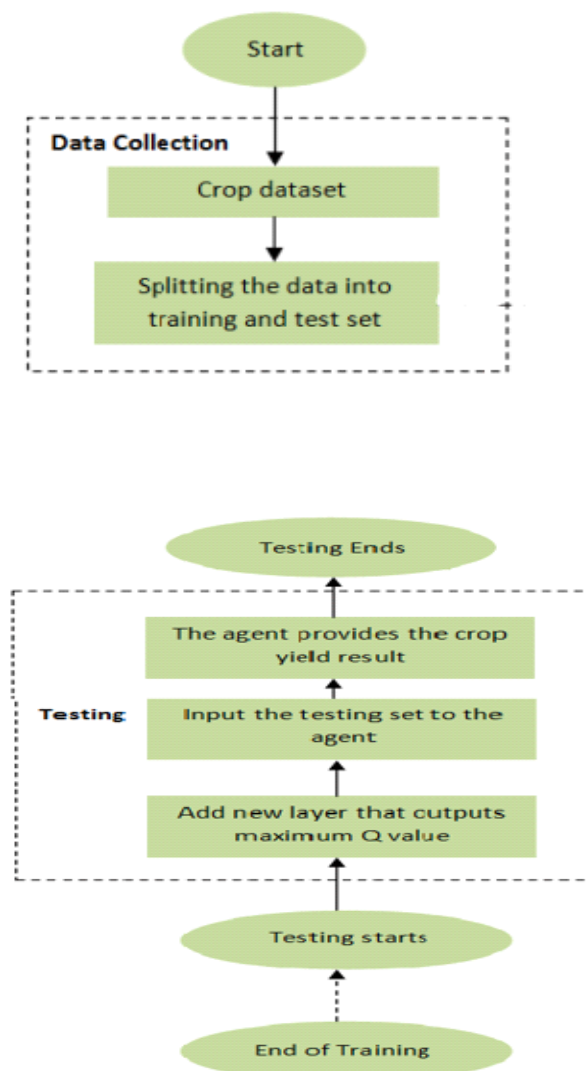 Start
Data Collection
Crop dataset
Splitting the data into
training and test set
Testing Ends
The agent provides the crop
yield result
Testing
Input the testing set to the
agent
Add new layer that cutputs
maximum Q value
Testing starts
End of Training